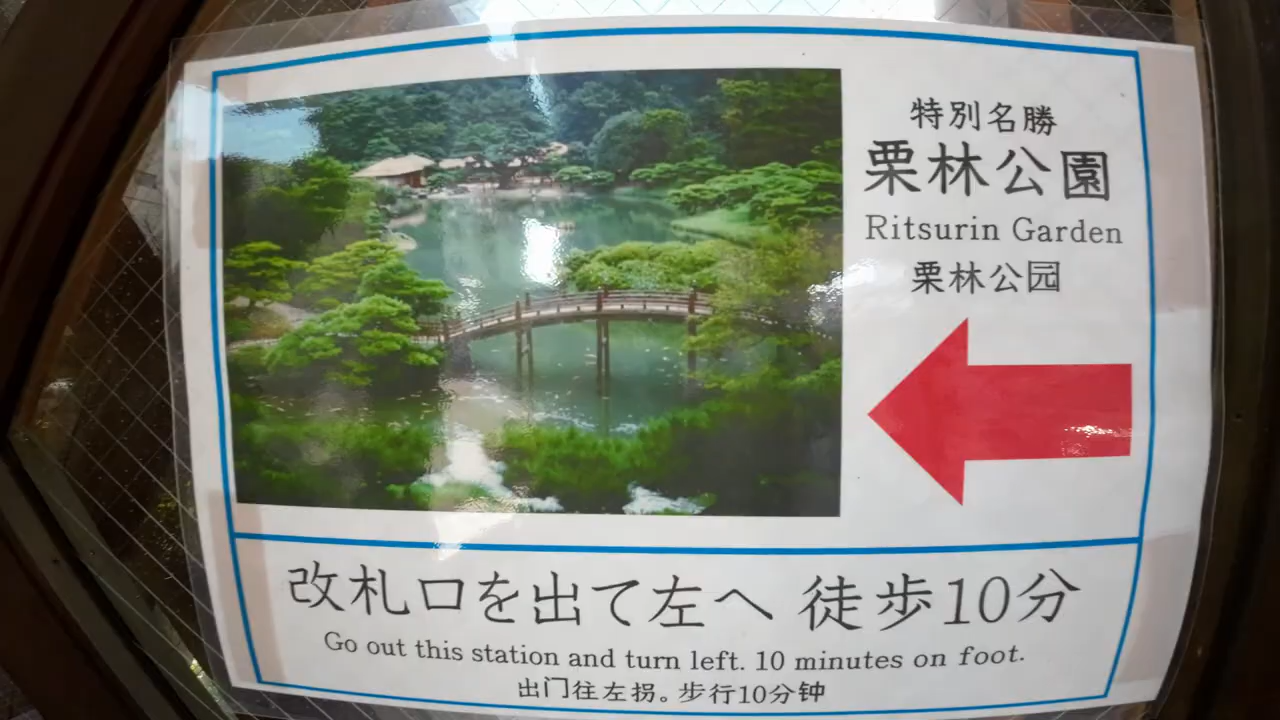 特別名勝
栗林公園
Ritsurin Garden
栗林公园
改札口を出て左へ 徒歩10分
Go out this station and turn left. 10 minutes on foot.
出门往左拐。步行10分钟